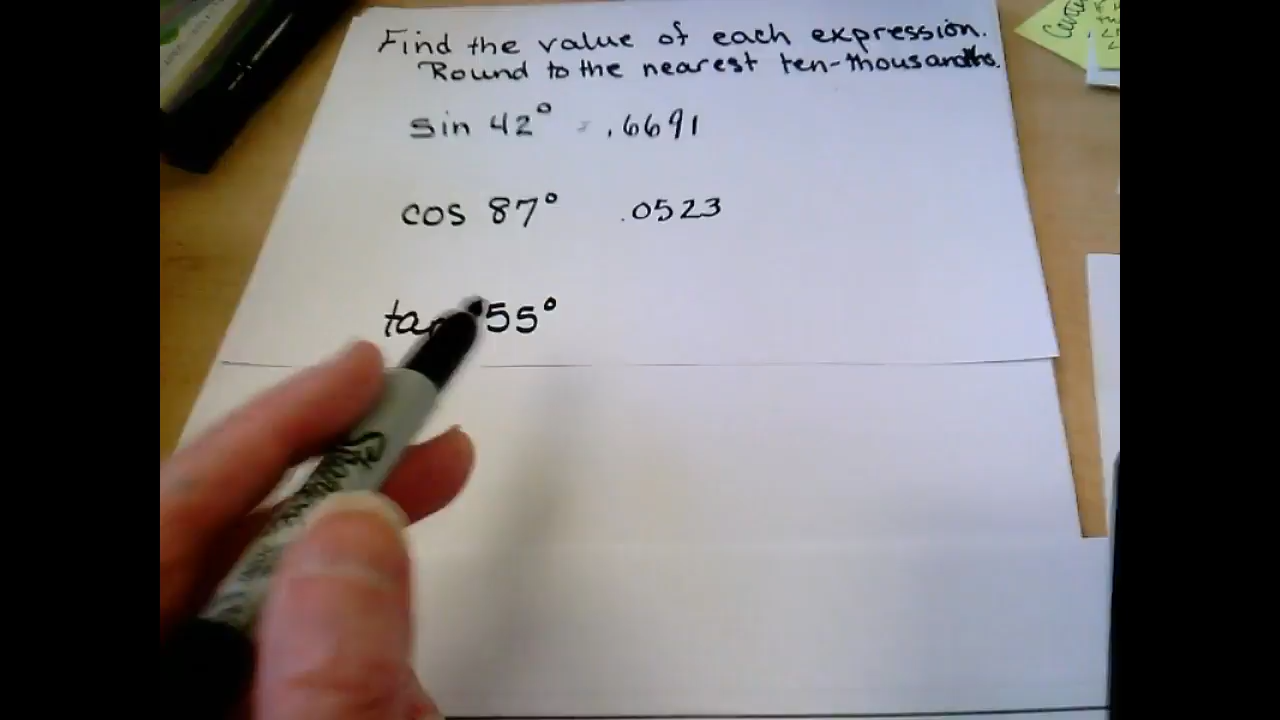 Find the value of each expression.
Round to the nearest ten-thousandths.
sin 42° = .6691
cos 87° .0523
tan 55°